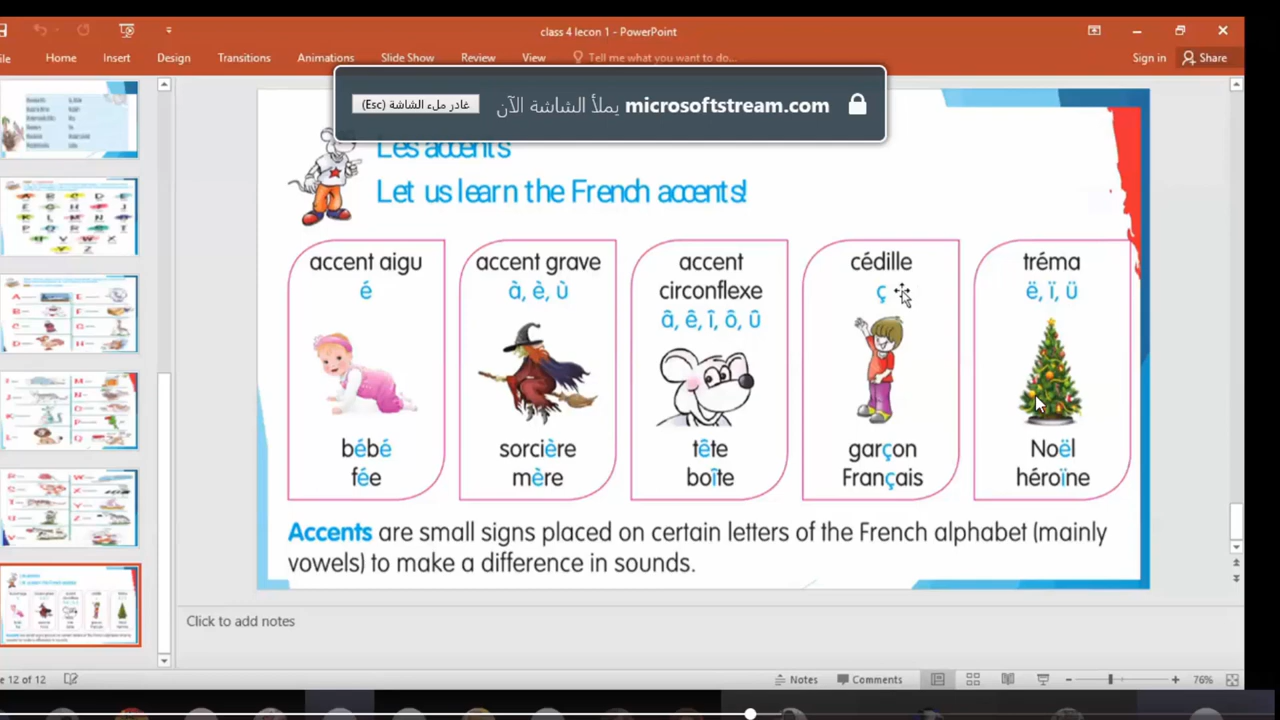 class 4 lecon 1 - PowerPoint
Home Insert Design Transitions Animations Slide Show Review View Tell me what you want to do... Sign in Share
microsoftstream.com يملأ الشاشة الآن
غادر ملء الشاشة (Esc)
Les accents
Let us learn the French accents!
accent aigu
é
bébé
fée
accent grave
à, è, ù
sorcière
mère
accent
circonflexe
â, ê, î, ô, û
tête
boîte
cédille
ç
garçon
Français
tréma
ë, ï, ü
Noël
héroïne
Accents are small signs placed on certain letters of the French alphabet (mainly
vowels) to make a difference in sounds.
Click to add notes
12 of 12
Notes Comments 76%